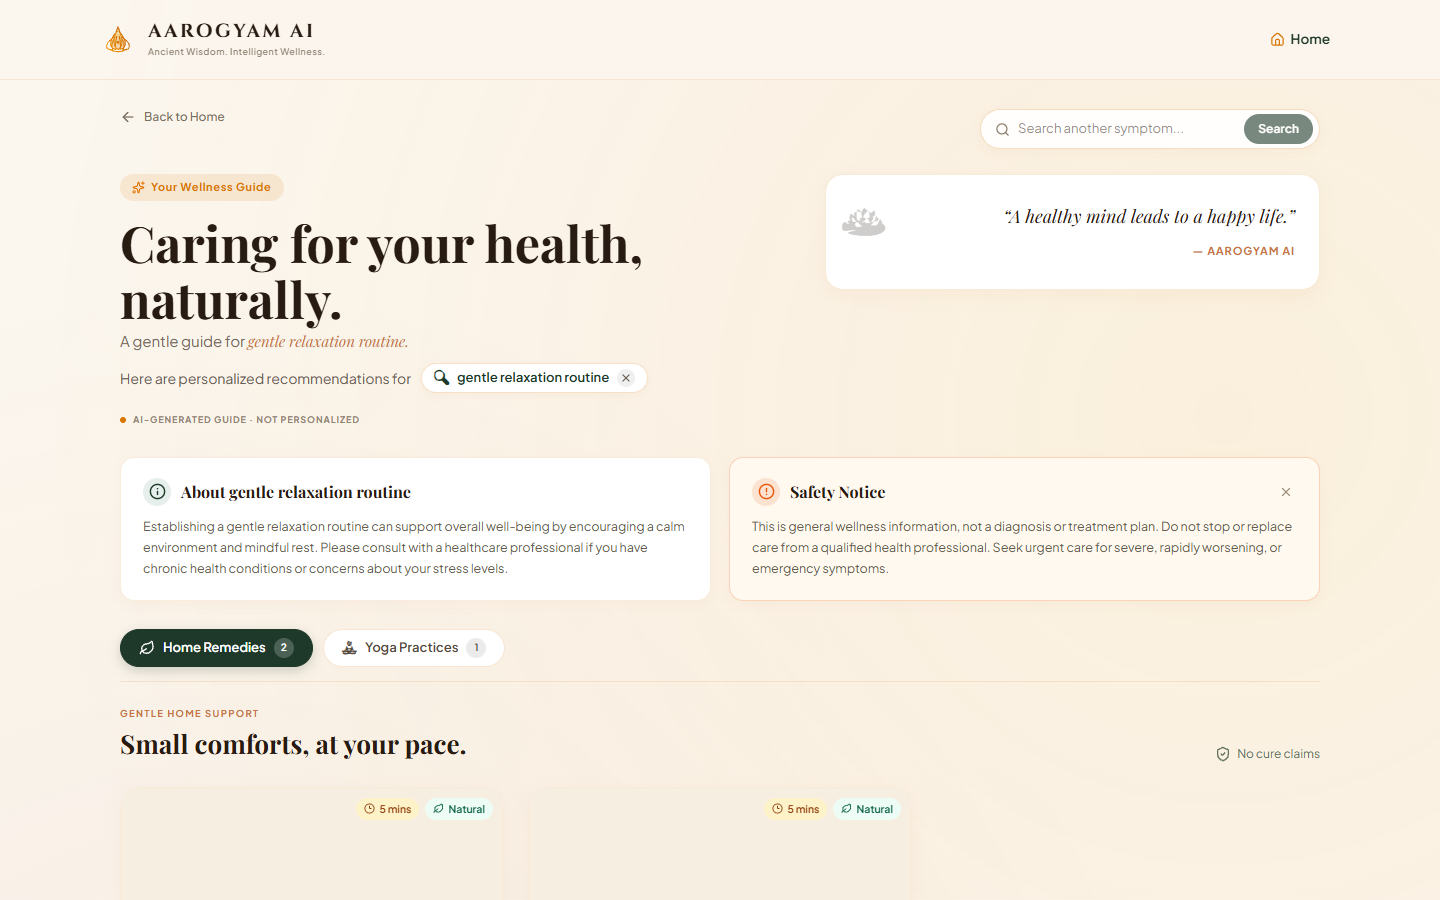 AAROGYAM AI
Ancient Wisdom. Intelligent Wellness.
Home
Back to Home
Search another symptom...
Search
Your Wellness Guide
Caring for your health,
naturally.
A gentle guide for gentle relaxation routine.
Here are personalized recommendations for gentle relaxation routine
AI-GENERATED GUIDE · NOT PERSONALIZED
“A healthy mind leads to a happy life.”
— AAROGYAM AI
About gentle relaxation routine
Establishing a gentle relaxation routine can support overall well-being by encouraging a calm
environment and mindful rest. Please consult with a healthcare professional if you have
chronic health conditions or concerns about your stress levels.
Safety Notice
This is general wellness information, not a diagnosis or treatment plan. Do not stop or replace
care from a qualified health professional. Seek urgent care for severe, rapidly worsening, or
emergency symptoms.
Home Remedies 2
Yoga Practices 1
GENTLE HOME SUPPORT
Small comforts, at your pace.
No cure claims
5 mins Natural
5 mins Natural